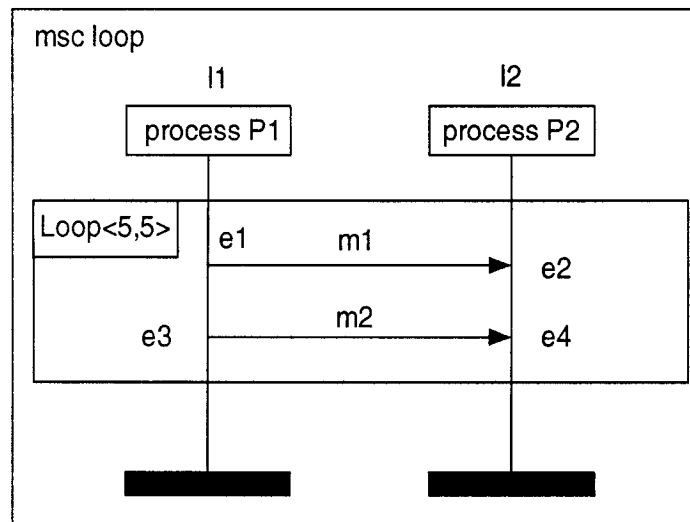 msc loop
I1
I2
process P1
process P2
Loop<5,5>
e1
m1
e2
e3
m2
e4